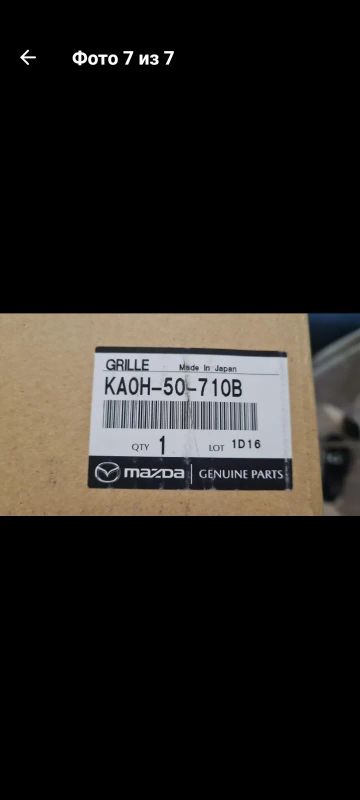 Фото 7 из 7
GRILLE Made In Japan
KA0H-50-710B
QTY 1 LOT 1D16
mazda GENUINE PARTS